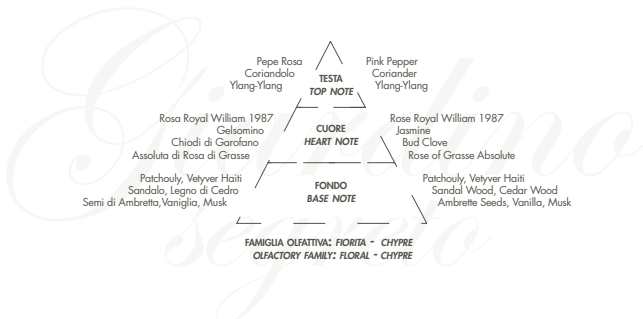 Giardino
segreto
Pepe Rosa
Coriandolo
Ylang-Ylang
TESTA
TOP NOTE
Pink Pepper
Coriander
Ylang-Ylang
Rosa Royal William 1987
Gelsomino
Chiodi di Garofano
Assoluta di Rosa di Grasse
CUORE
HEART NOTE
Rose Royal William 1987
Jasmine
Bud Clove
Rose of Grasse Absolute
Patchouly, Vetyver Haiti
Sandalo, Legno di Cedro
Semi di Ambretta,Vaniglia, Musk
FONDO
BASE NOTE
Patchouly, Vetyver Haiti
Sandal Wood, Cedar Wood
Ambrette Seeds, Vanilla, Musk
FAMIGLIA OLFATTIVA: FIORITA - CHYPRE
OLFACTORY FAMILY: FLORAL - CHYPRE